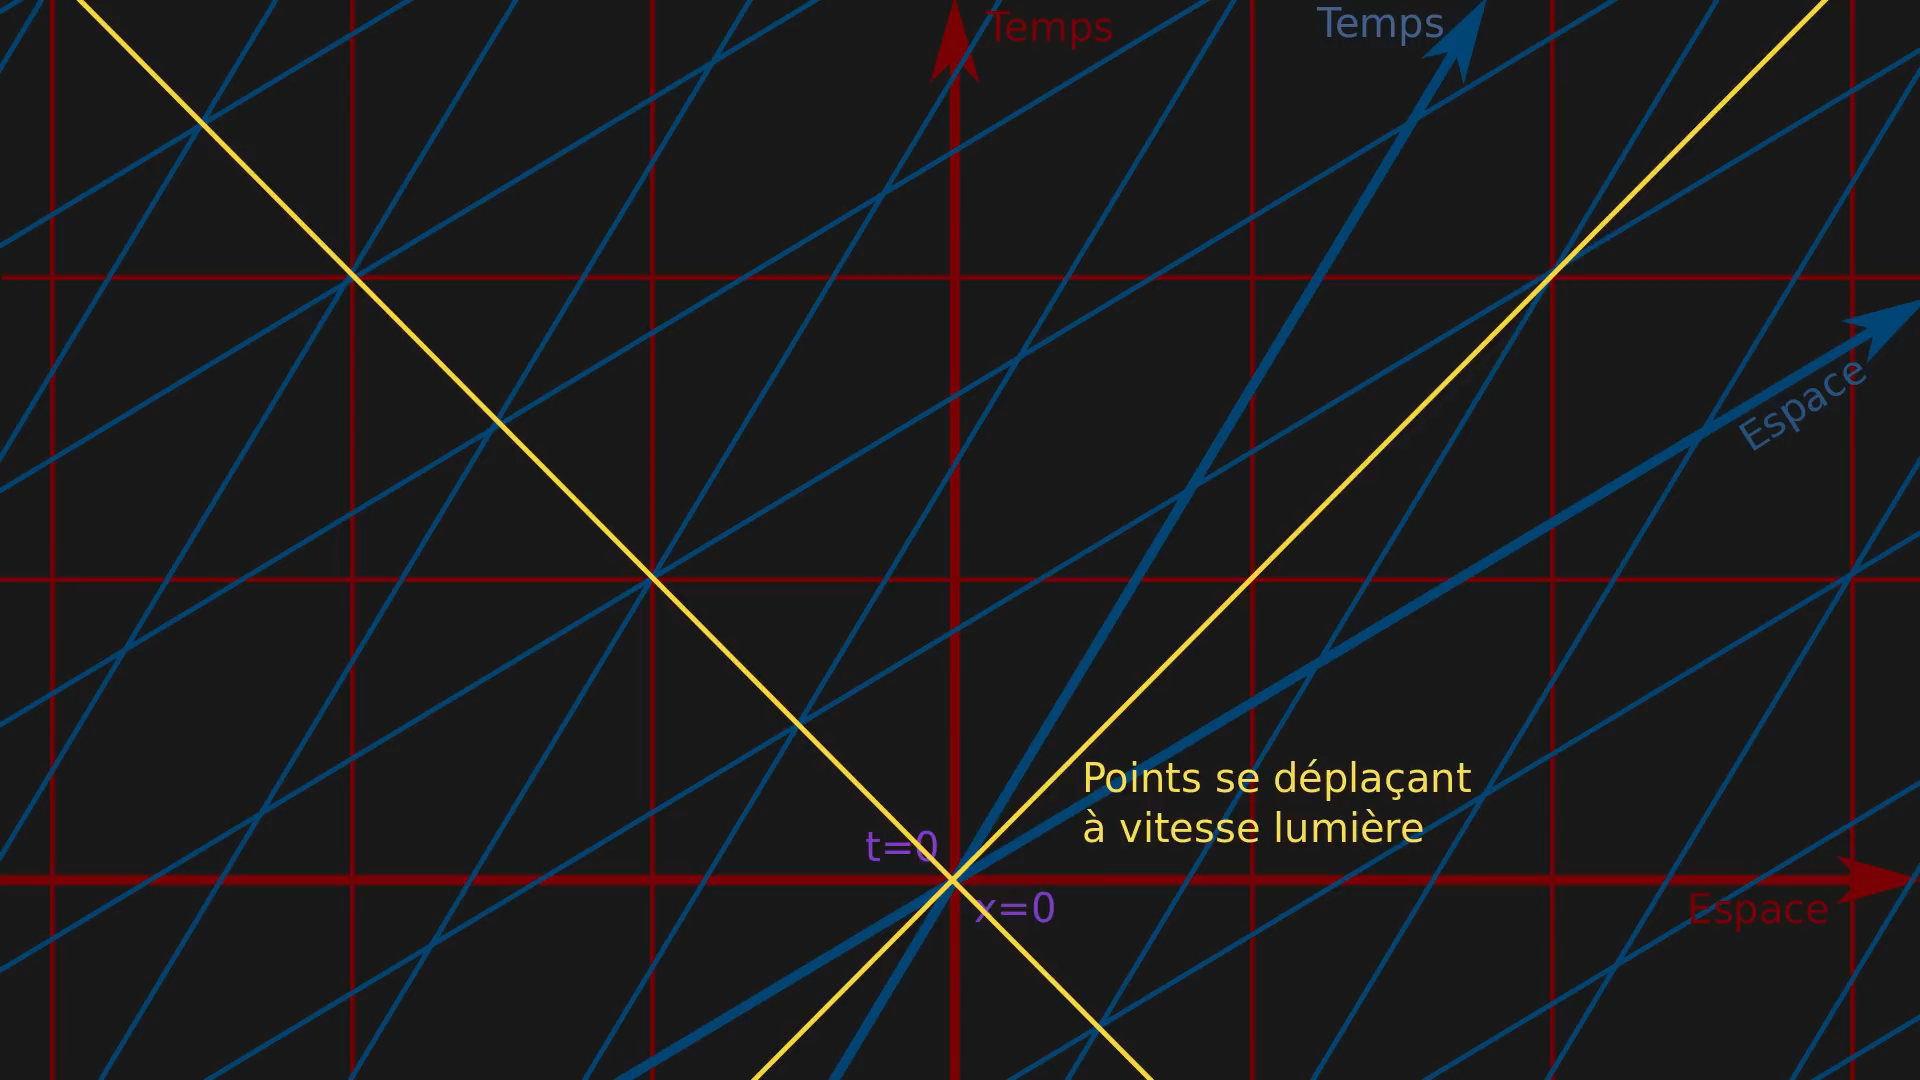 Temps
Temps
Espace
Points se déplaçant
à vitesse lumière
t=0
x=0
Espace